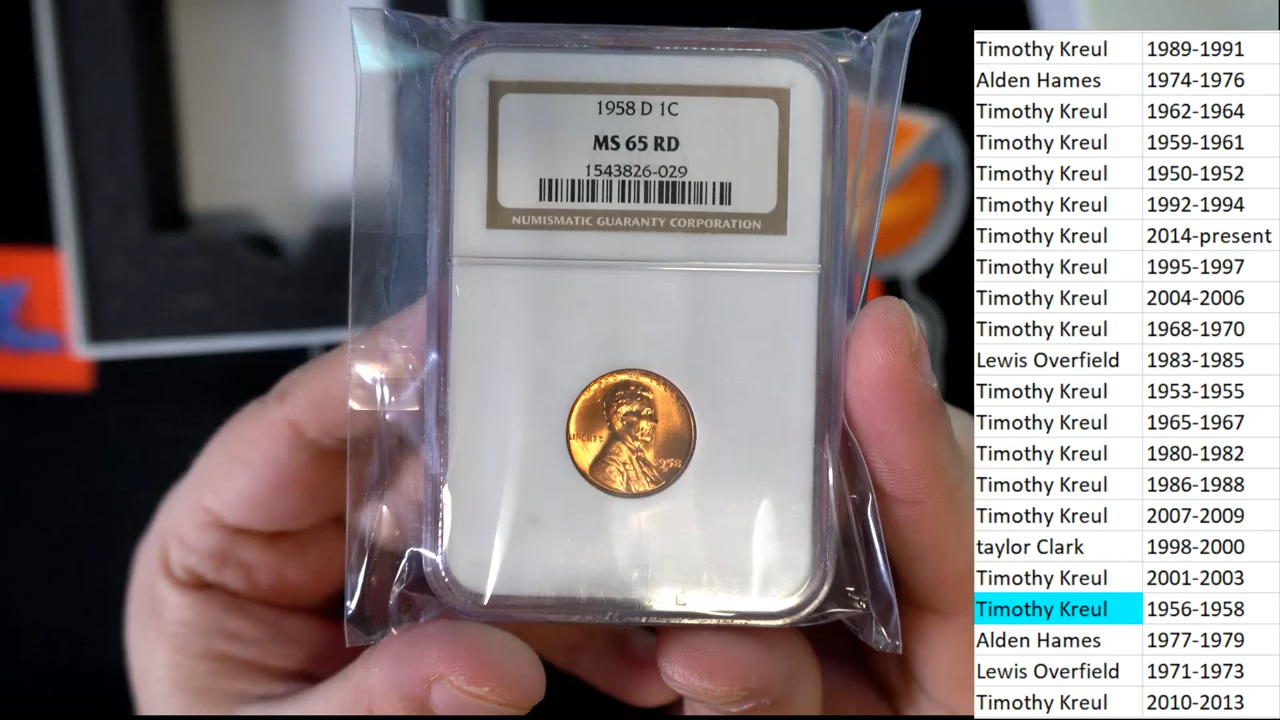 1958 D 1C
MS 65 RD
1543826-029
NUMISMATIC GUARANTY CORPORATION
LIBERTY
1958
Timothy Kreul 1989-1991
Alden Hames 1974-1976
Timothy Kreul 1962-1964
Timothy Kreul 1959-1961
Timothy Kreul 1950-1952
Timothy Kreul 1992-1994
Timothy Kreul 2014-present
Timothy Kreul 1995-1997
Timothy Kreul 2004-2006
Timothy Kreul 1968-1970
Lewis Overfield 1983-1985
Timothy Kreul 1953-1955
Timothy Kreul 1965-1967
Timothy Kreul 1980-1982
Timothy Kreul 1986-1988
Timothy Kreul 2007-2009
taylor Clark 1998-2000
Timothy Kreul 2001-2003
Timothy Kreul 1956-1958
Alden Hames 1977-1979
Lewis Overfield 1971-1973
Timothy Kreul 2010-2013